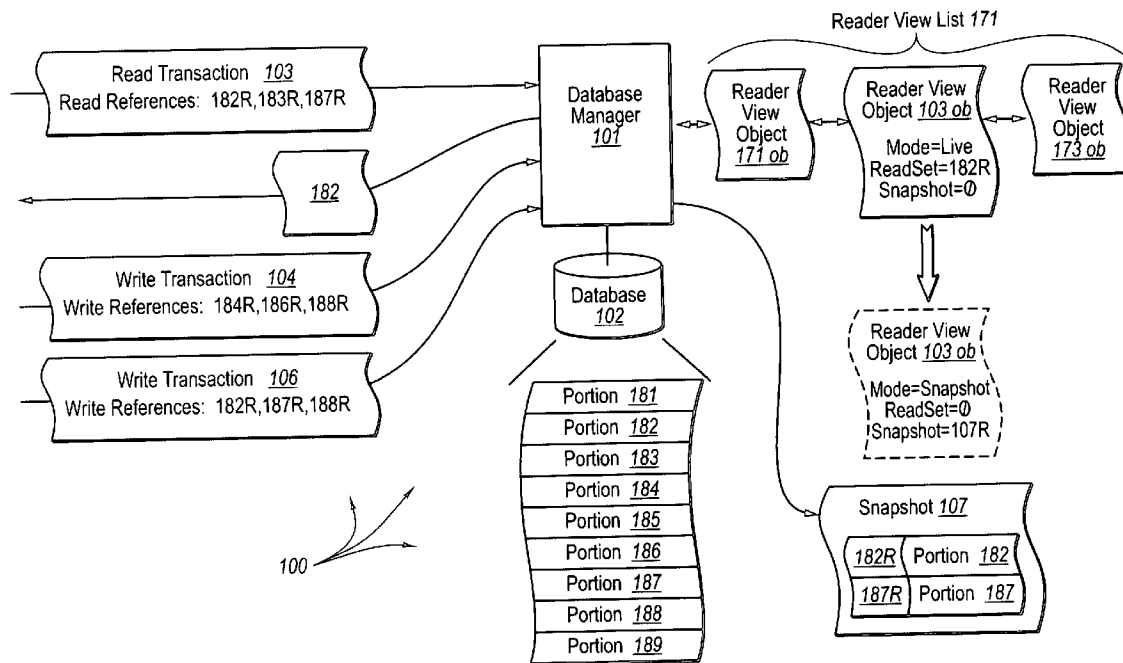 Reader View List 171
Read Transaction 103
Read References: 182R,183R,187R
182
Write Transaction 104
Write References: 184R,186R,188R
Write Transaction 106
Write References: 182R,187R,188R
100
Database
Manager
101
Database
102
Portion 181
Portion 182
Portion 183
Portion 184
Portion 185
Portion 186
Portion 187
Portion 188
Portion 189
Reader
View
Object
171 ob
Reader View
Object 103 ob
Mode=Live
ReadSet=182R
Snapshot=∅
Reader
View
Object
173 ob
Reader View
Object 103 ob
Mode=Snapshot
ReadSet=∅
Snapshot=107R
Snapshot 107
182R Portion 182
187R Portion 187